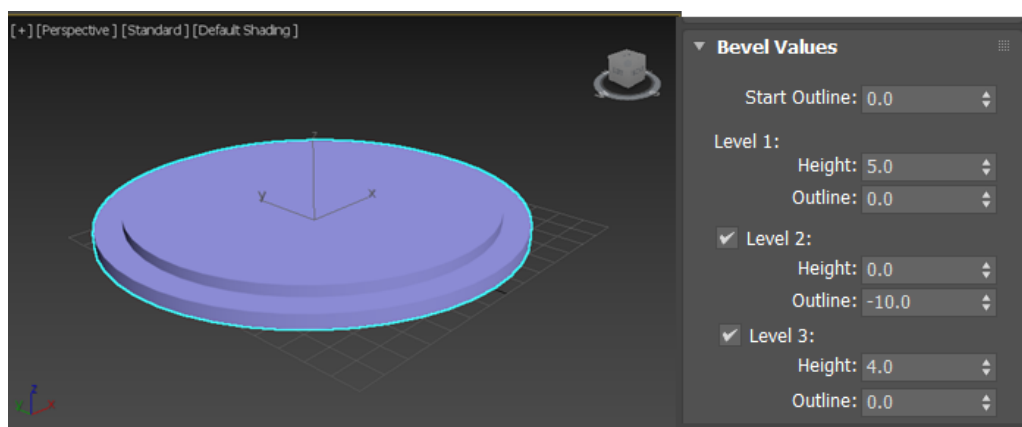 [+] [Perspective ] [Standard ] [Default Shading ]
z
y
x
z
y
x
Bevel Values
Start Outline: 0.0
Level 1:
Height: 5.0
Outline: 0.0
Level 2:
Height: 0.0
Outline: -10.0
Level 3:
Height: 4.0
Outline: 0.0